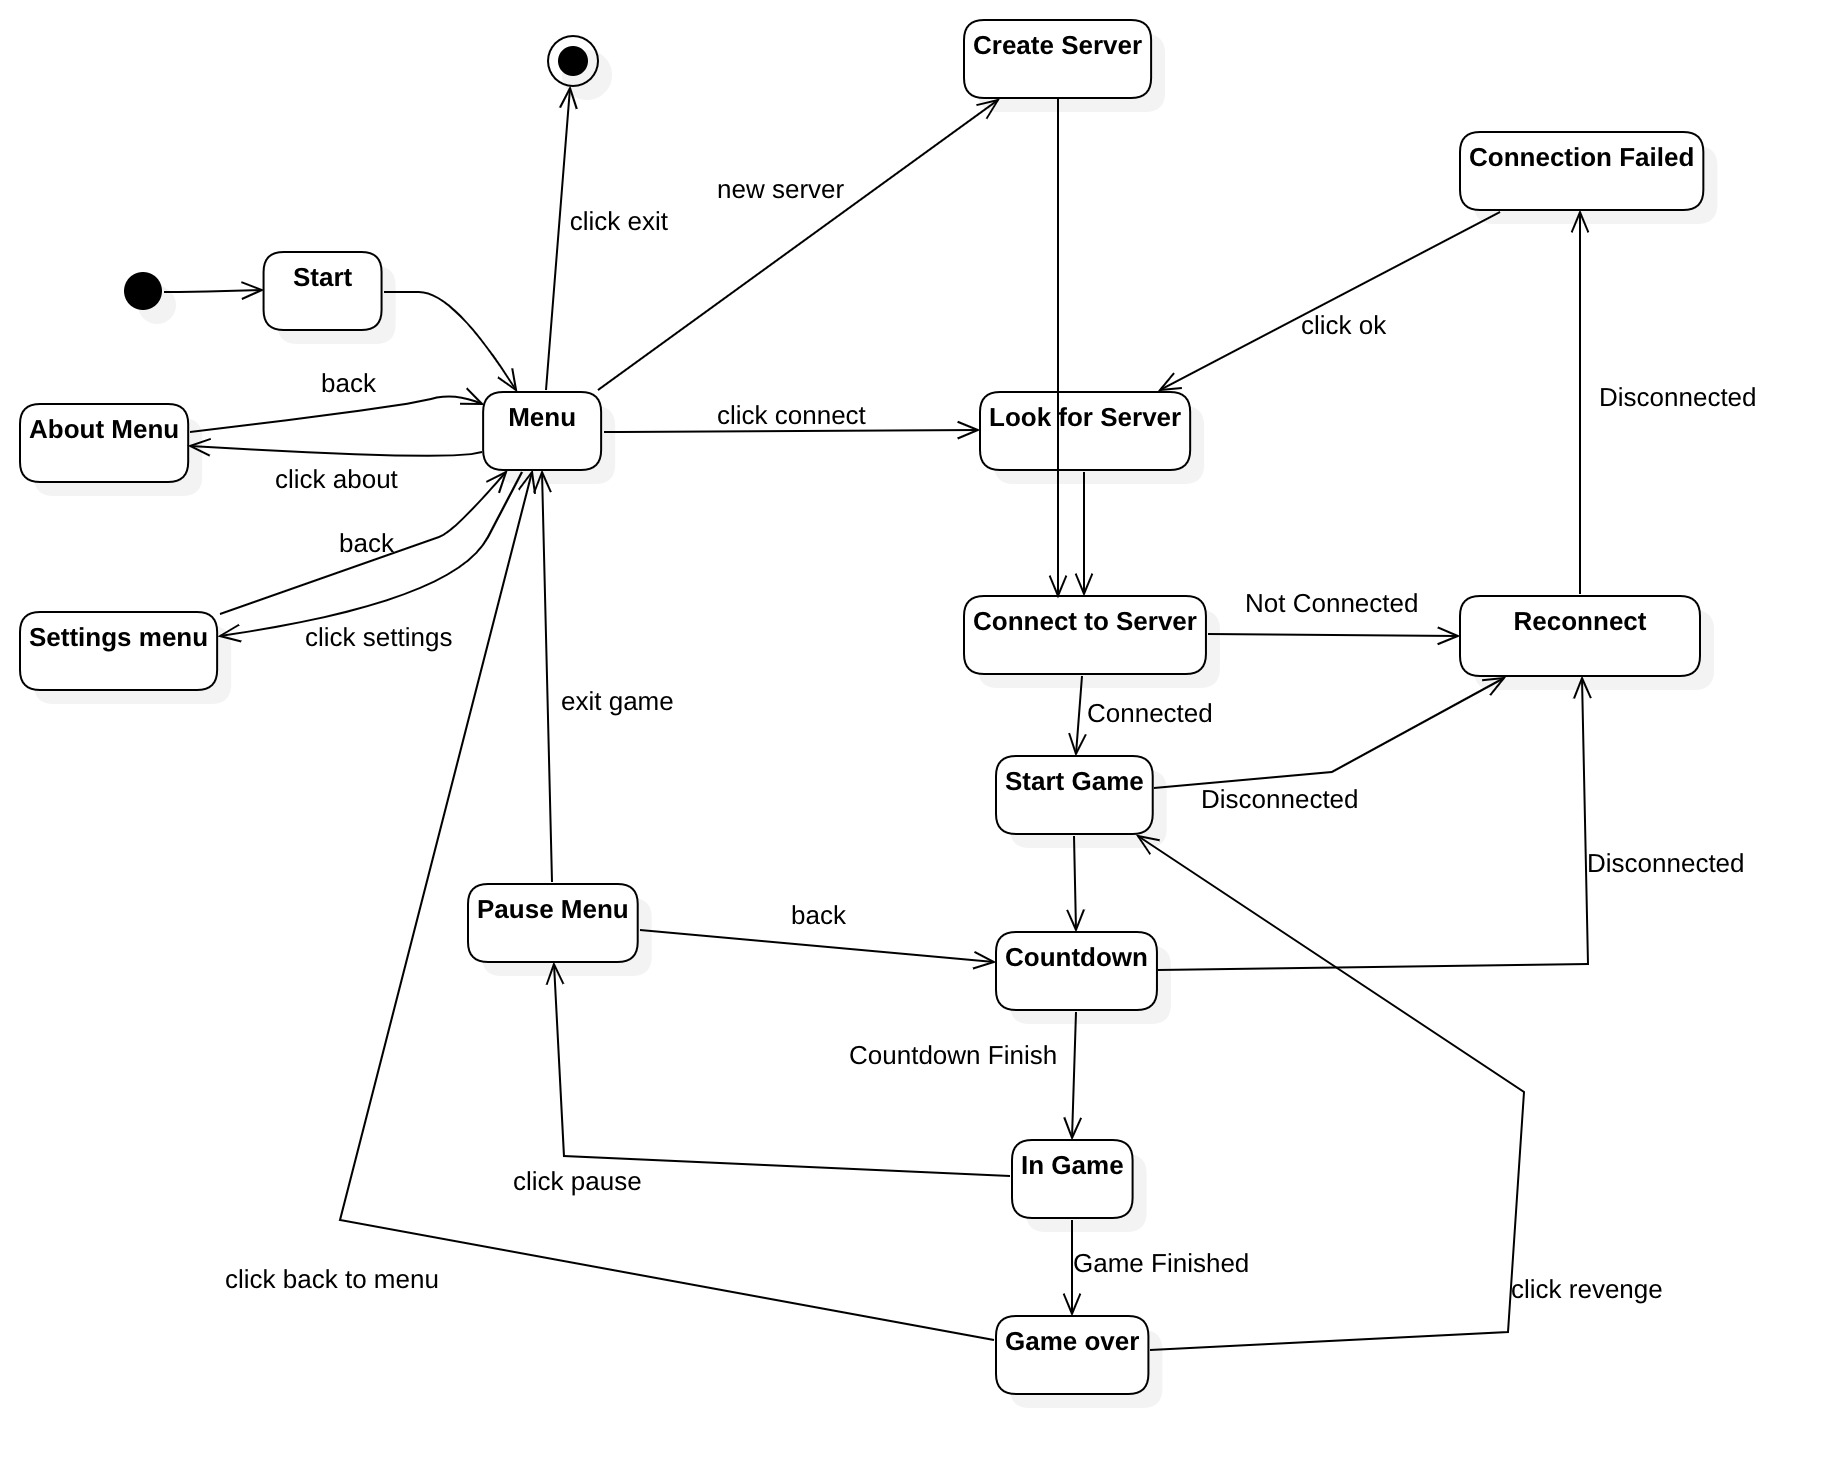 Create Server
Connection Failed
new server
click exit
Start
click ok
back
Disconnected
About Menu
Menu
click connect
Look for Server
click about
back
Settings menu
click settings
Connect to Server
Not Connected
Reconnect
exit game
Connected
Start Game
Disconnected
Disconnected
Pause Menu
back
Countdown
Countdown Finish
In Game
click pause
Game Finished
click back to menu
click revenge
Game over